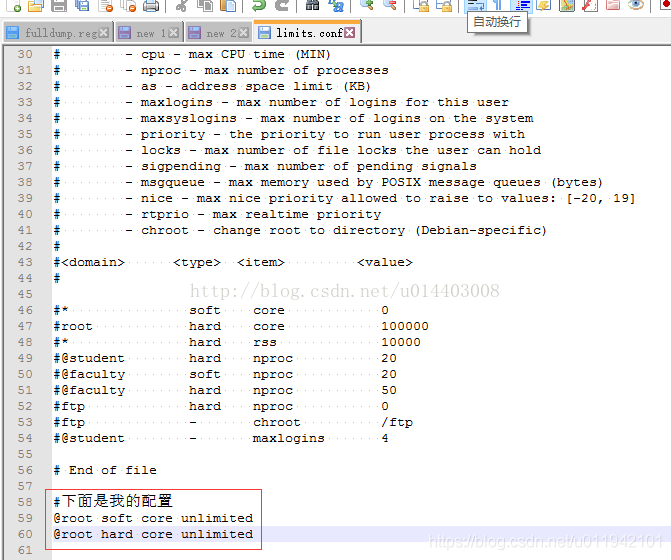 自动换行
fulldump.reg new 1 new 2 limits.conf
30 # - cpu - max CPU time (MIN)
31 # - nproc - max number of processes
32 # - as - address space limit (KB)
33 # - maxlogins - max number of logins for this user
34 # - maxsyslogins - max number of logins on the system
35 # - priority - the priority to run user process with
36 # - locks - max number of file locks the user can hold
37 # - sigpending - max number of pending signals
38 # - msgqueue - max memory used by POSIX message queues (bytes)
39 # - nice - max nice priority allowed to raise to values: [-20, 19]
40 # - rtprio - max realtime priority
41 # - chroot - change root to directory (Debian-specific)
42 #
43 #<domain> <type> <item> <value>
44 #
45
http://blog.csdn.net/u014403008
46 #* soft core 0
47 #root hard core 100000
48 #* hard rss 10000
49 #@student hard nproc 20
50 #@faculty soft nproc 20
51 #@faculty hard nproc 50
52 #ftp hard nproc 0
53 #ftp - chroot /ftp
54 #@student - maxlogins 4
55
56 # End of file
57
58 #下面是我的配置
59 @root soft core unlimited
60 @root hard core unlimited
61
https://blog.csdn.net/u011942101